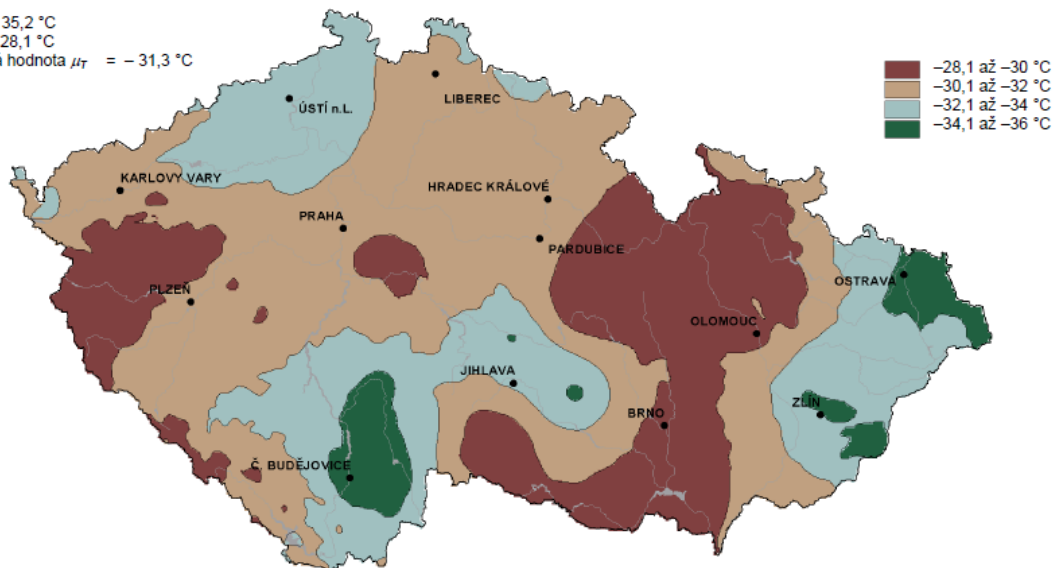 35,2 °C
28,1 °C
hodnota μT = – 31,3 °C
–28,1 až –30 °C
–30,1 až –32 °C
–32,1 až –34 °C
–34,1 až –36 °C
LIBEREC
ÚSTÍ n.L.
KARLOVY VARY
HRADEC KRÁLOVÉ
PRAHA
PARDUBICE
OSTRAVA
PLZEŇ
OLOMOUC
JIHLAVA
ZLÍN
BRNO
Č. BUDĚJOVICE